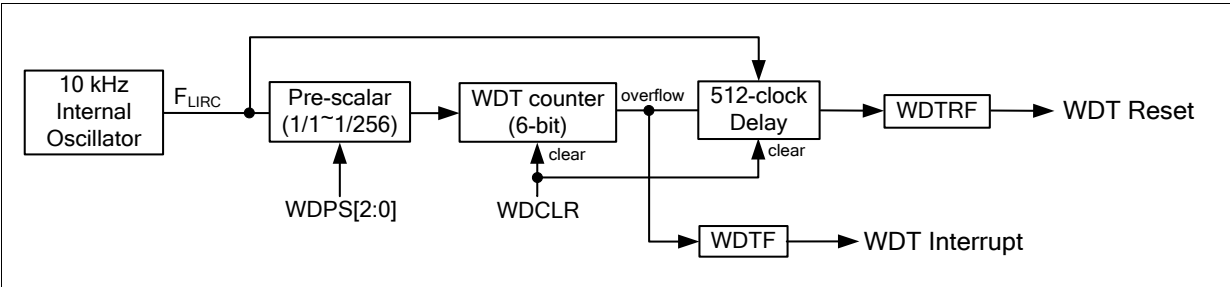 10 kHz
Internal
Oscillator
FLIRC
Pre-scalar
(1/1~1/256)
WDPS[2:0]
WDT counter
(6-bit)
clear
WDCLR
overflow
512-clock
Delay
clear
WDTRF
WDT Reset
WDTF
WDT Interrupt